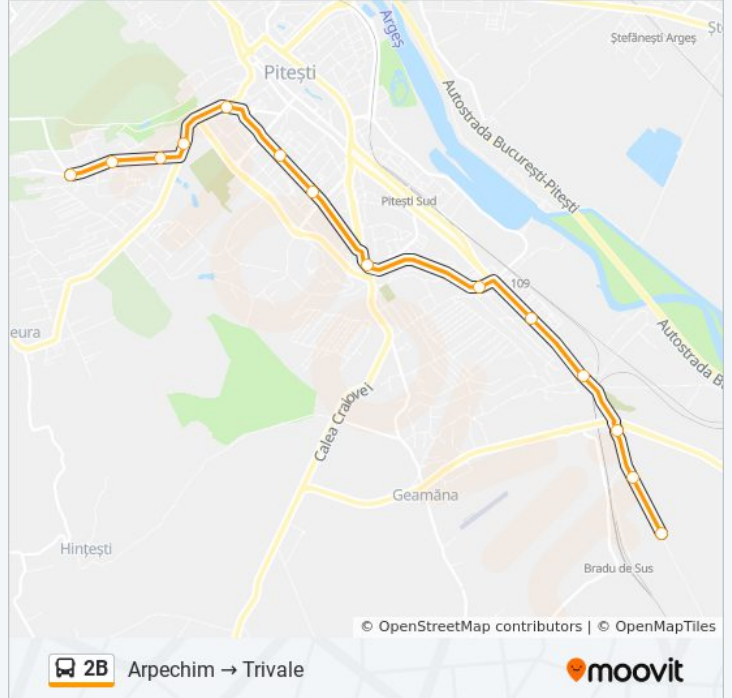 Argeș
Ștefănești Argeș
Pitești
Autostrada București-Pitești
Pitești Sud
109
Autostrada B
eura
Calea Craiovei
Geamăna
Hințești
Bradu de Sus
© OpenStreetMap contributors | © OpenMapTiles
2B Arpechim → Trivale
moovit